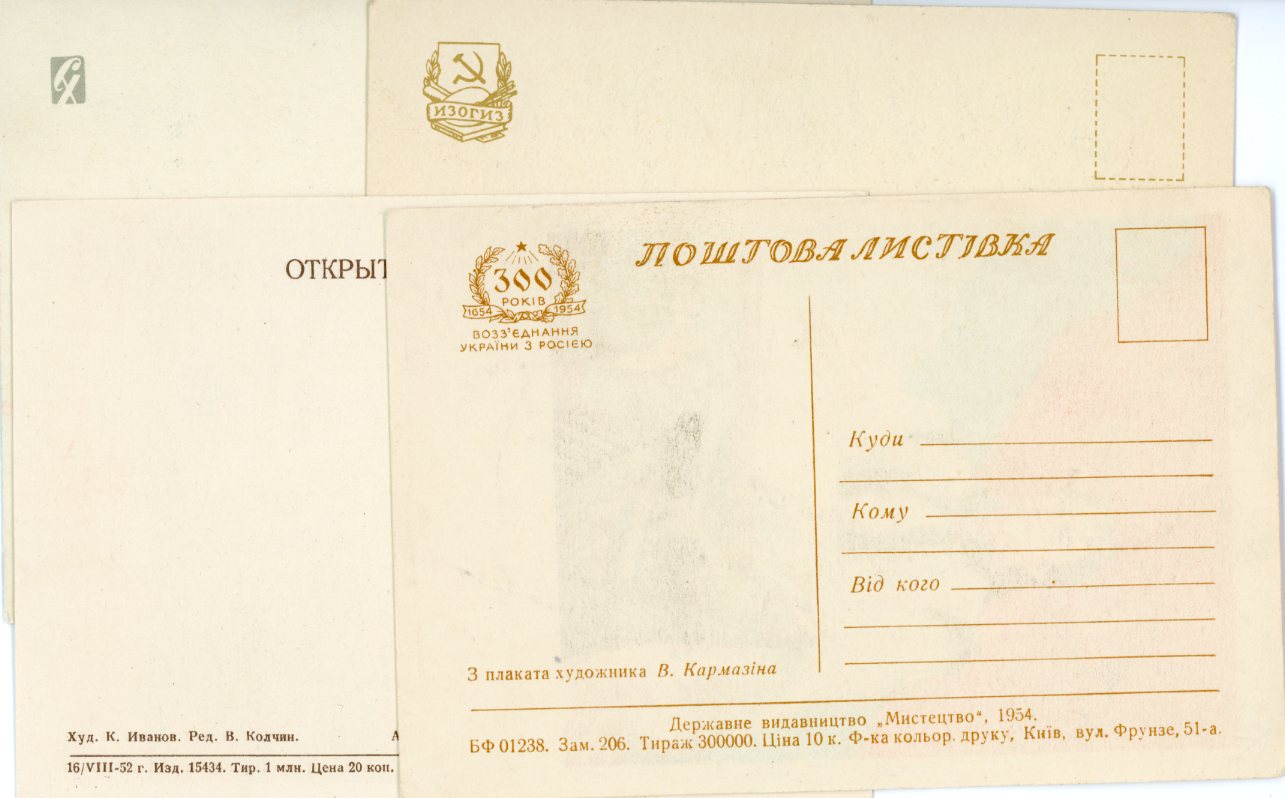 СХ
ИЗОГИЗ
ОТКРЫТ
300
РОКІВ
1654 1954
ВОЗЗ'ЄДНАННЯ
УКРАЇНИ З РОСІЄЮ
ПОШТОВА ЛИСТІВКА
Куди
Кому
Від кого
З плаката художника В. Кармазіна
Державне видавництво „Мистецтво“, 1954.
БФ 01238. Зам. 206. Тираж 300000. Ціна 10 к. Ф-ка кольор. друку, Київ, вул. Фрунзе, 51-а.
Худ. К. Иванов. Ред. В. Колчин. А
16/VIII-52 г. Изд. 15434. Тир. 1 млн. Цена 20 коп.